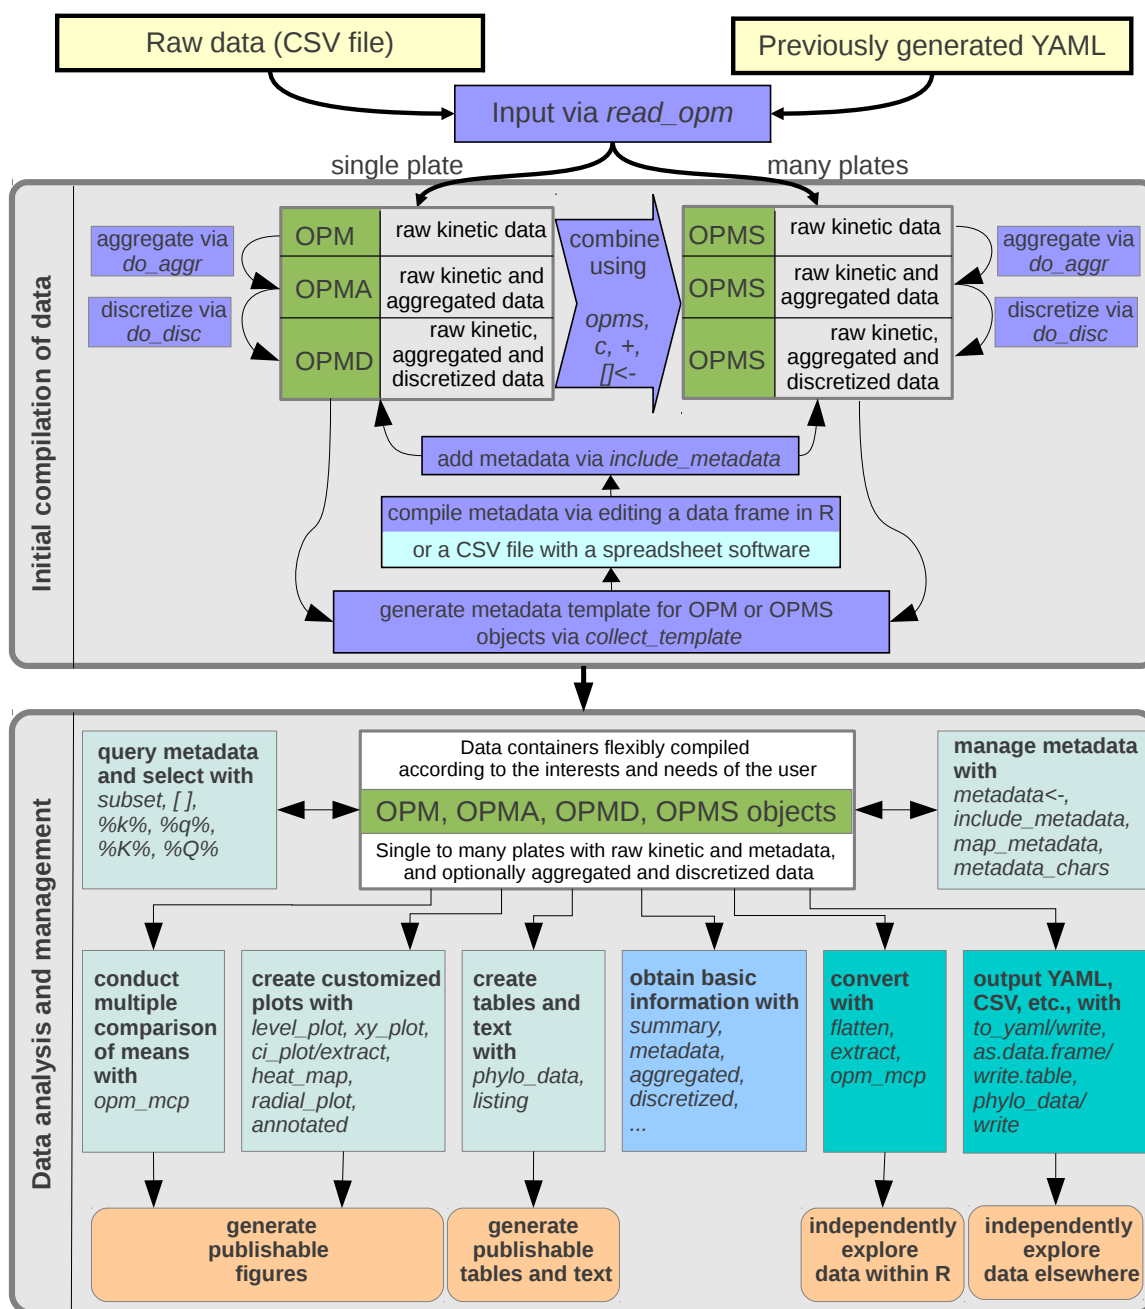 Raw data (CSV file)
Previously generated YAML
Input via read_opm
single plate
many plates
Initial compilation of data
aggregate via
do_aggr
discretize via
do_disc
OPM
raw kinetic data
OPMA
raw kinetic and
aggregated data
OPMD
raw kinetic,
aggregated and
discretized data
combine
using
opms,
c, +,
[]<-
OPMS
raw kinetic data
OPMS
raw kinetic and
aggregated data
OPMS
raw kinetic,
aggregated and
discretized data
aggregate via
do_aggr
discretize via
do_disc
add metadata via include_metadata
compile metadata via editing a data frame in R
or a CSV file with a spreadsheet software
generate metadata template for OPM or OPMS
objects via collect_template
Data analysis and management
query metadata
and select with
subset, [ ],
%k%, %q%,
%K%, %Q%
Data containers flexibly compiled
according to the interests and needs of the user
OPM, OPMA, OPMD, OPMS objects
Single to many plates with raw kinetic and metadata,
and optionally aggregated and discretized data
manage metadata
with
metadata<-,
include_metadata,
map_metadata,
metadata_chars
conduct
multiple
comparison
of means
with
opm_mcp
create customized
plots with
level_plot, xy_plot,
ci_plot/extract,
heat_map,
radial_plot,
annotated
create
tables and
text
with
phylo_data,
listing
obtain basic
information with
summary,
metadata,
aggregated,
discretized,
...
convert
with
flatten,
extract,
opm_mcp
output YAML,
CSV, etc., with
to_yaml/write,
as.data.frame/
write.table,
phylo_data/
write
generate
publishable
figures
generate
publishable
tables and text
independently
explore
data within R
independently
explore
data elsewhere